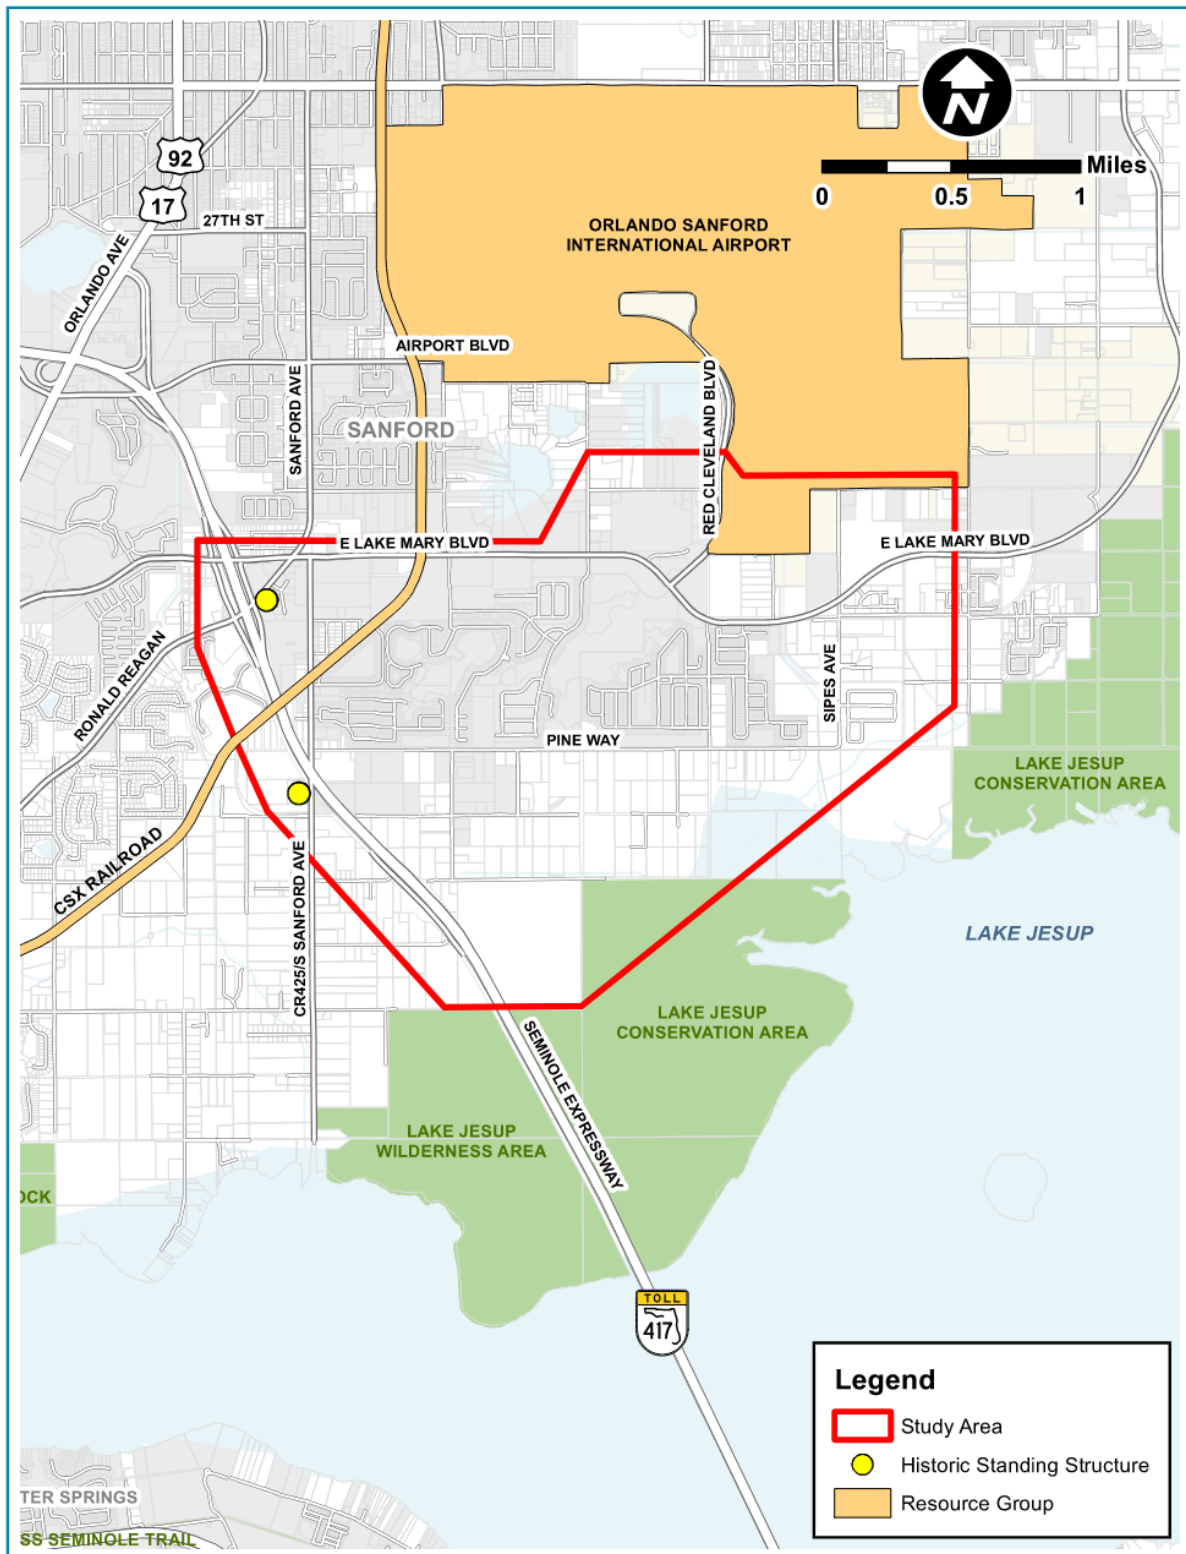 N
Miles
0
0.5
1
92
17
27TH ST
ORLANDO AVE
ORLANDO SANFORD
INTERNATIONAL AIRPORT
AIRPORT BLVD
SANFORD AVE
SANFORD
RED CLEVELAND BLVD
E LAKE MARY BLVD
E LAKE MARY BLVD
RONALD REAGAN
SIPES AVE
PINE WAY
LAKE JESUP
CONSERVATION AREA
CSX RAILROAD
CR425/S SANFORD AVE
LAKE JESUP
LAKE JESUP
CONSERVATION AREA
SEMINOLE EXPRESSWAY
LAKE JESUP
WILDERNESS AREA
OCK
TOLL
417
Legend
Study Area
Historic Standing Structure
Resource Group
TER SPRINGS
SS SEMINOLE TRAIL